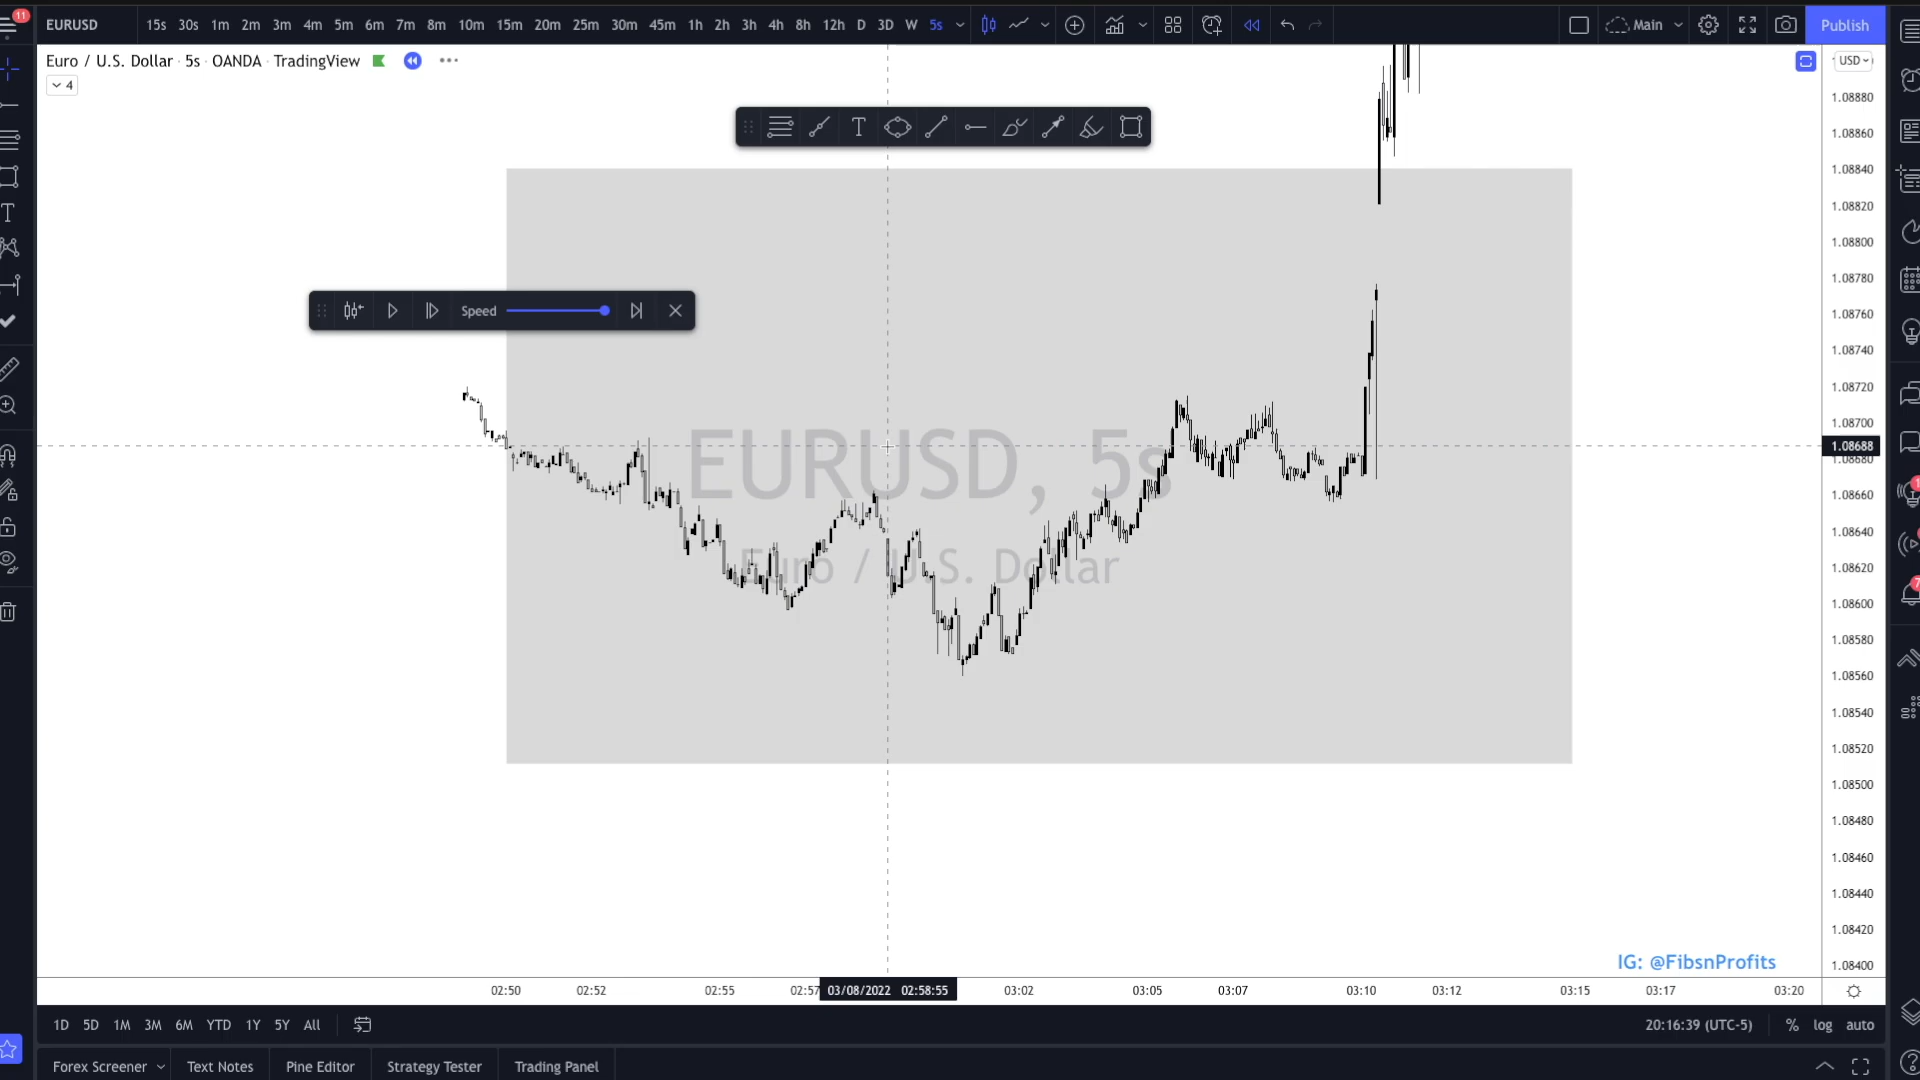 11
EURUSD 15s 30s 1m 2m 3m 4m 5m 6m 7m 8m 10m 15m 20m 25m 30m 45m 1h 2h 3h 4h 8h 12h D 3D W 5s Main Publish
Euro / U.S. Dollar · 5s · OANDA · TradingView
4
USD
Speed
EURUSD, 5s
Euro / U.S. Dollar
1.08880
1.08860
1.08840
1.08820
1.08800
1.08780
1.08760
1.08740
1.08720
1.08700
1.08688
1.08680
1.08660
1.08640
1.08620
1.08600
1.08580
1.08560
1.08540
1.08520
1.08500
1.08480
1.08460
1.08440
1.08420
1.08400
IG: @FibsnProfits
02:50 02:52 02:55 02:57 03/08/2022 02:58:55 03:02 03:05 03:07 03:10 03:12 03:15 03:17 03:20
1D 5D 1M 3M 6M YTD 1Y 5Y All 20:16:39 (UTC-5) % log auto
Forex Screener Text Notes Pine Editor Strategy Tester Trading Panel